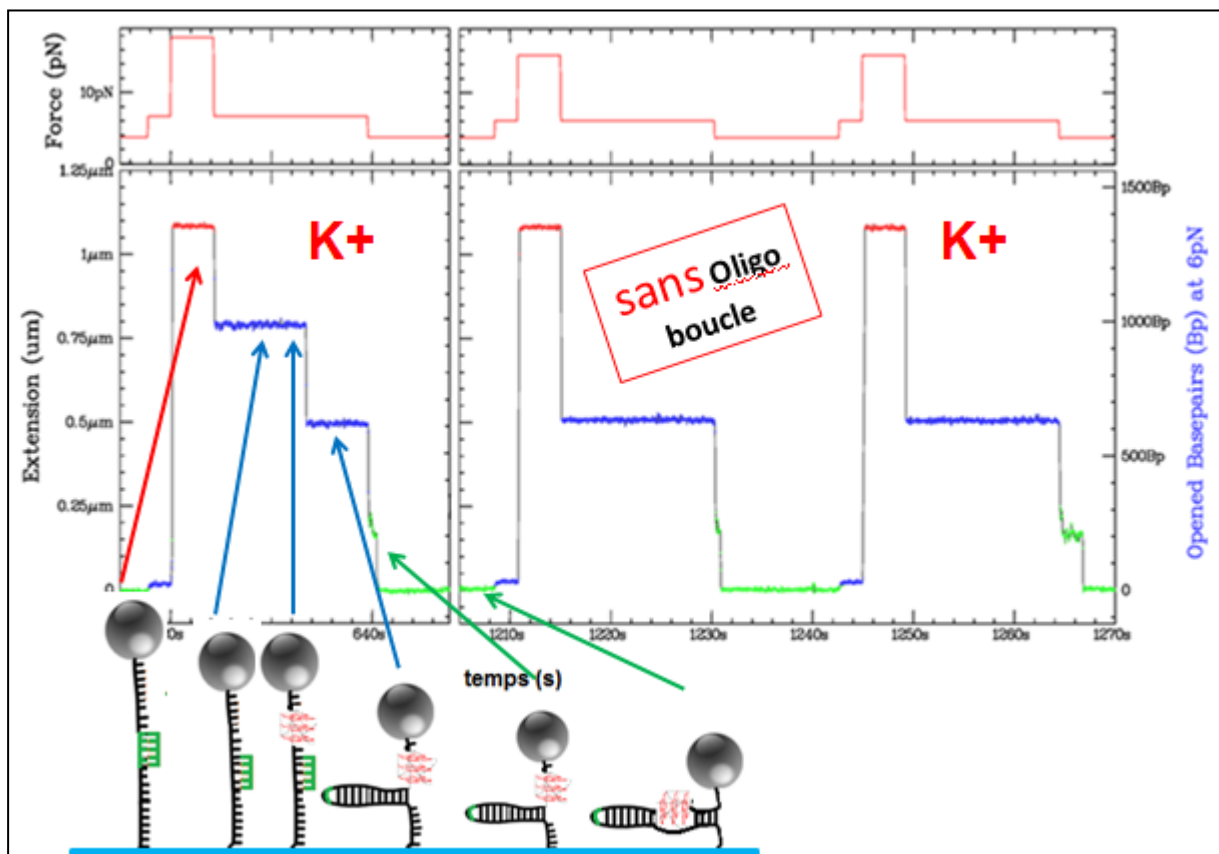 Force (pN)
10pN
0
1.25µm
1µm
0.75µm
0.5µm
0.25µm
0
Extension (um)
K+
sans Oligo
boucle
K+
1500Bp
1000Bp
500Bp
0
Opened Basepairs (Bp) at 6pN
0s
640s
1210s
1220s
1230s
1240s
1250s
1260s
1270s
temps (s)